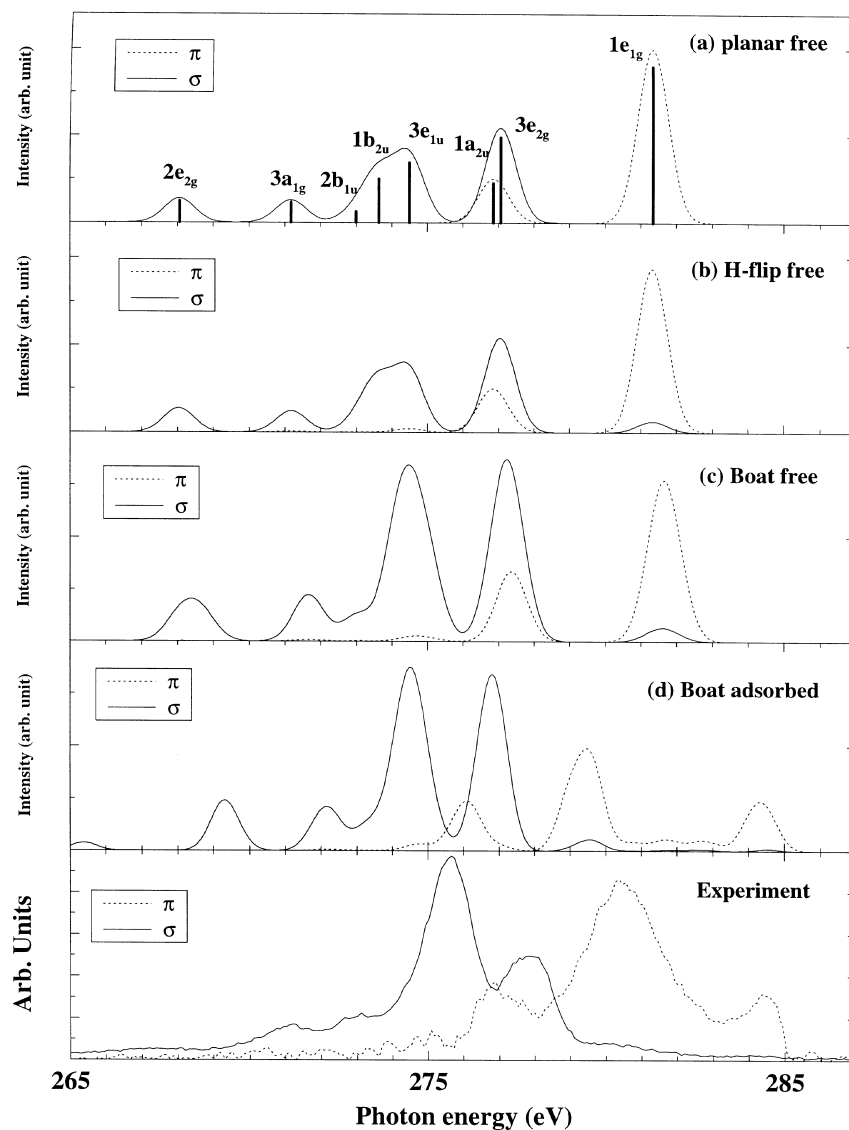 Intensity (arb. unit)
π
σ
(a) planar free
2e2g
3a1g
2b1u
1b2u
3e1u
1a2u
3e2g
1e1g
Intensity (arb. unit)
π
σ
(b) H-flip free
Intensity (arb. unit)
π
σ
(c) Boat free
Intensity (arb. unit)
π
σ
(d) Boat adsorbed
Arb. Units
π
σ
Experiment
265
275
285
Photon energy (eV)